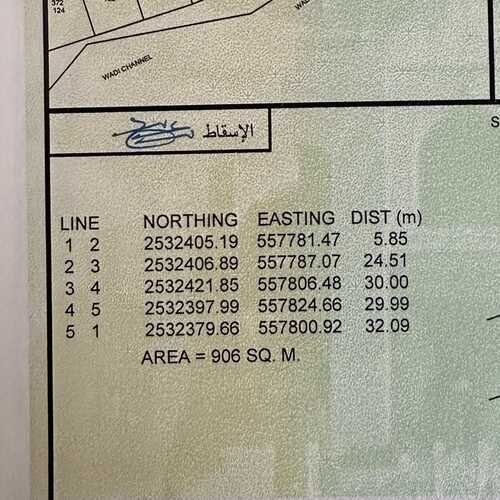 372
124
WADI CHANNEL
الإسقاط
LINE NORTHING EASTING DIST (m)
1 2 2532405.19 557781.47 5.85
2 3 2532406.89 557787.07 24.51
3 4 2532421.85 557806.48 30.00
4 5 2532397.99 557824.66 29.99
5 1 2532379.66 557800.92 32.09
AREA = 906 SQ. M.